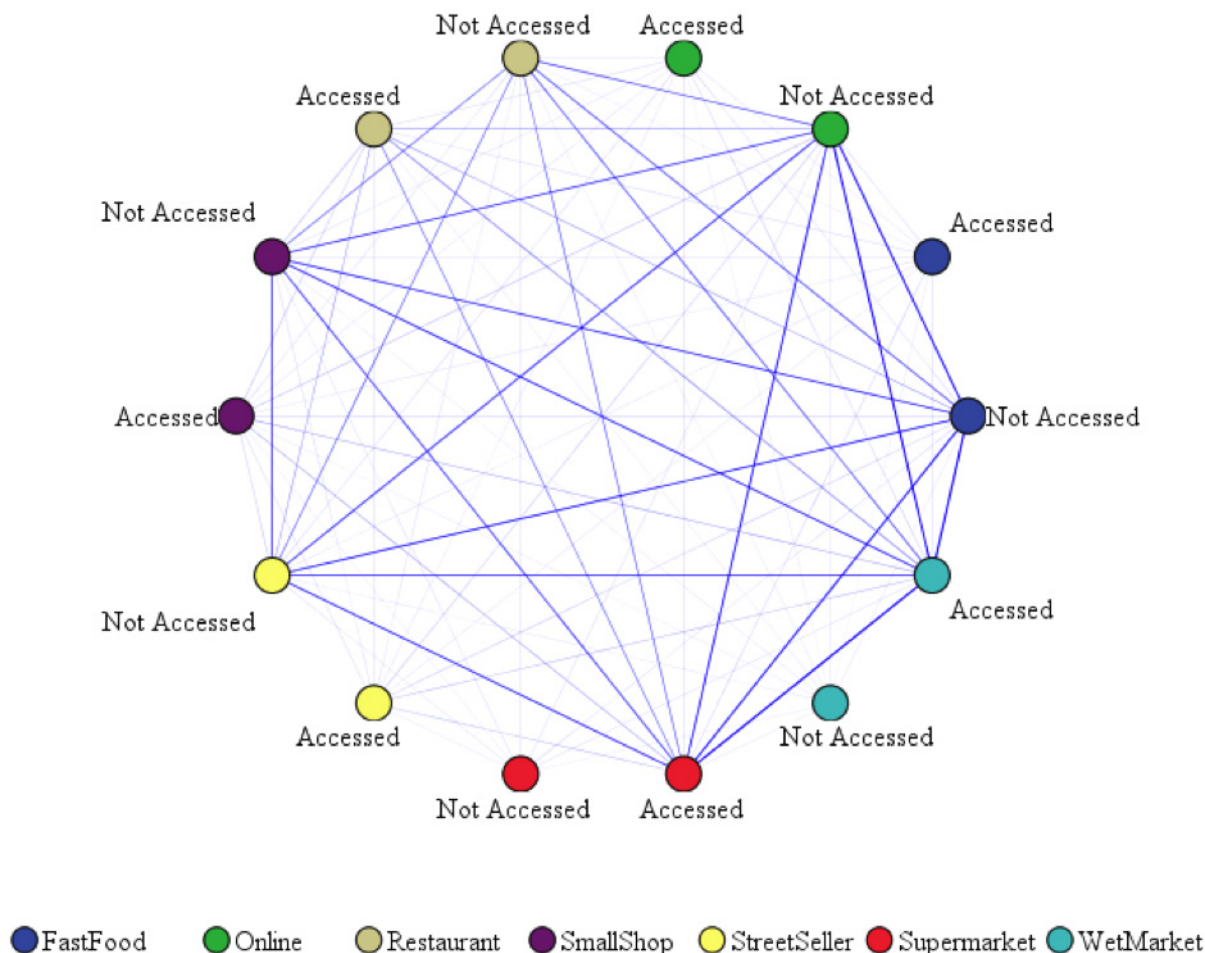 Not Accessed
Accessed
Accessed
Not Accessed
Not Accessed
Accessed
Accessed
Not Accessed
Not Accessed
Accessed
Accessed
Not Accessed
Not Accessed
Accessed
FastFood
Online
Restaurant
SmallShop
StreetSeller
Supermarket
WetMarket